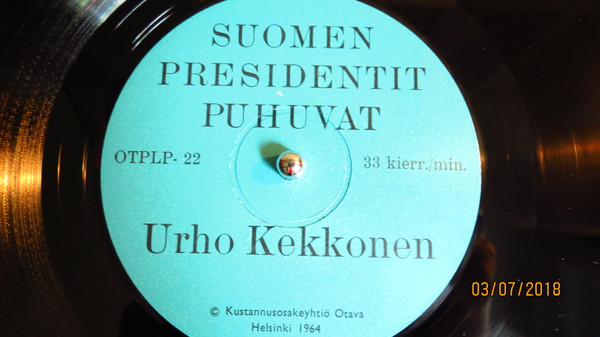 SUOMEN
PRESIDENTIT
PUHUVAT
OTPLP- 22
33 kierr./min.
Urho Kekkonen
© Kustannusosakeyhtiö Otava
Helsinki 1964
03/07/2018